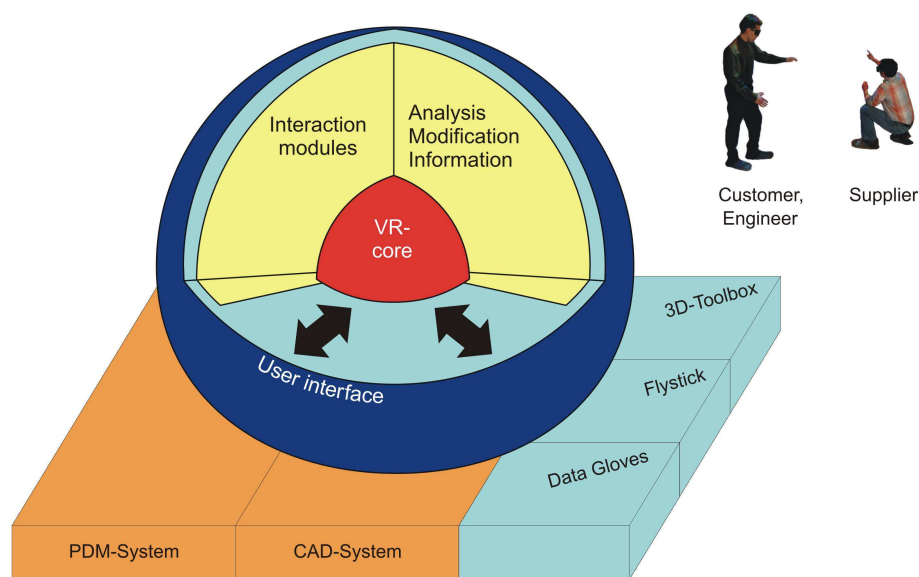 Interaction
modules
Analysis
Modification
Information
VR-
core
User interface
Customer,
Engineer
Supplier
3D-Toolbox
Flystick
Data Gloves
PDM-System
CAD-System